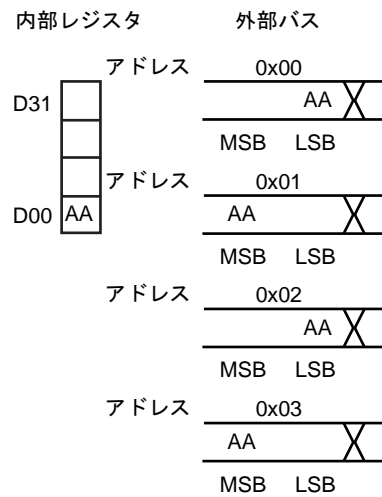 内部レジスタ 外部バス
アドレス 0x00
D31 AA
MSB LSB
アドレス 0x01
D00 AA AA
MSB LSB
アドレス 0x02
AA
MSB LSB
アドレス 0x03
AA
MSB LSB